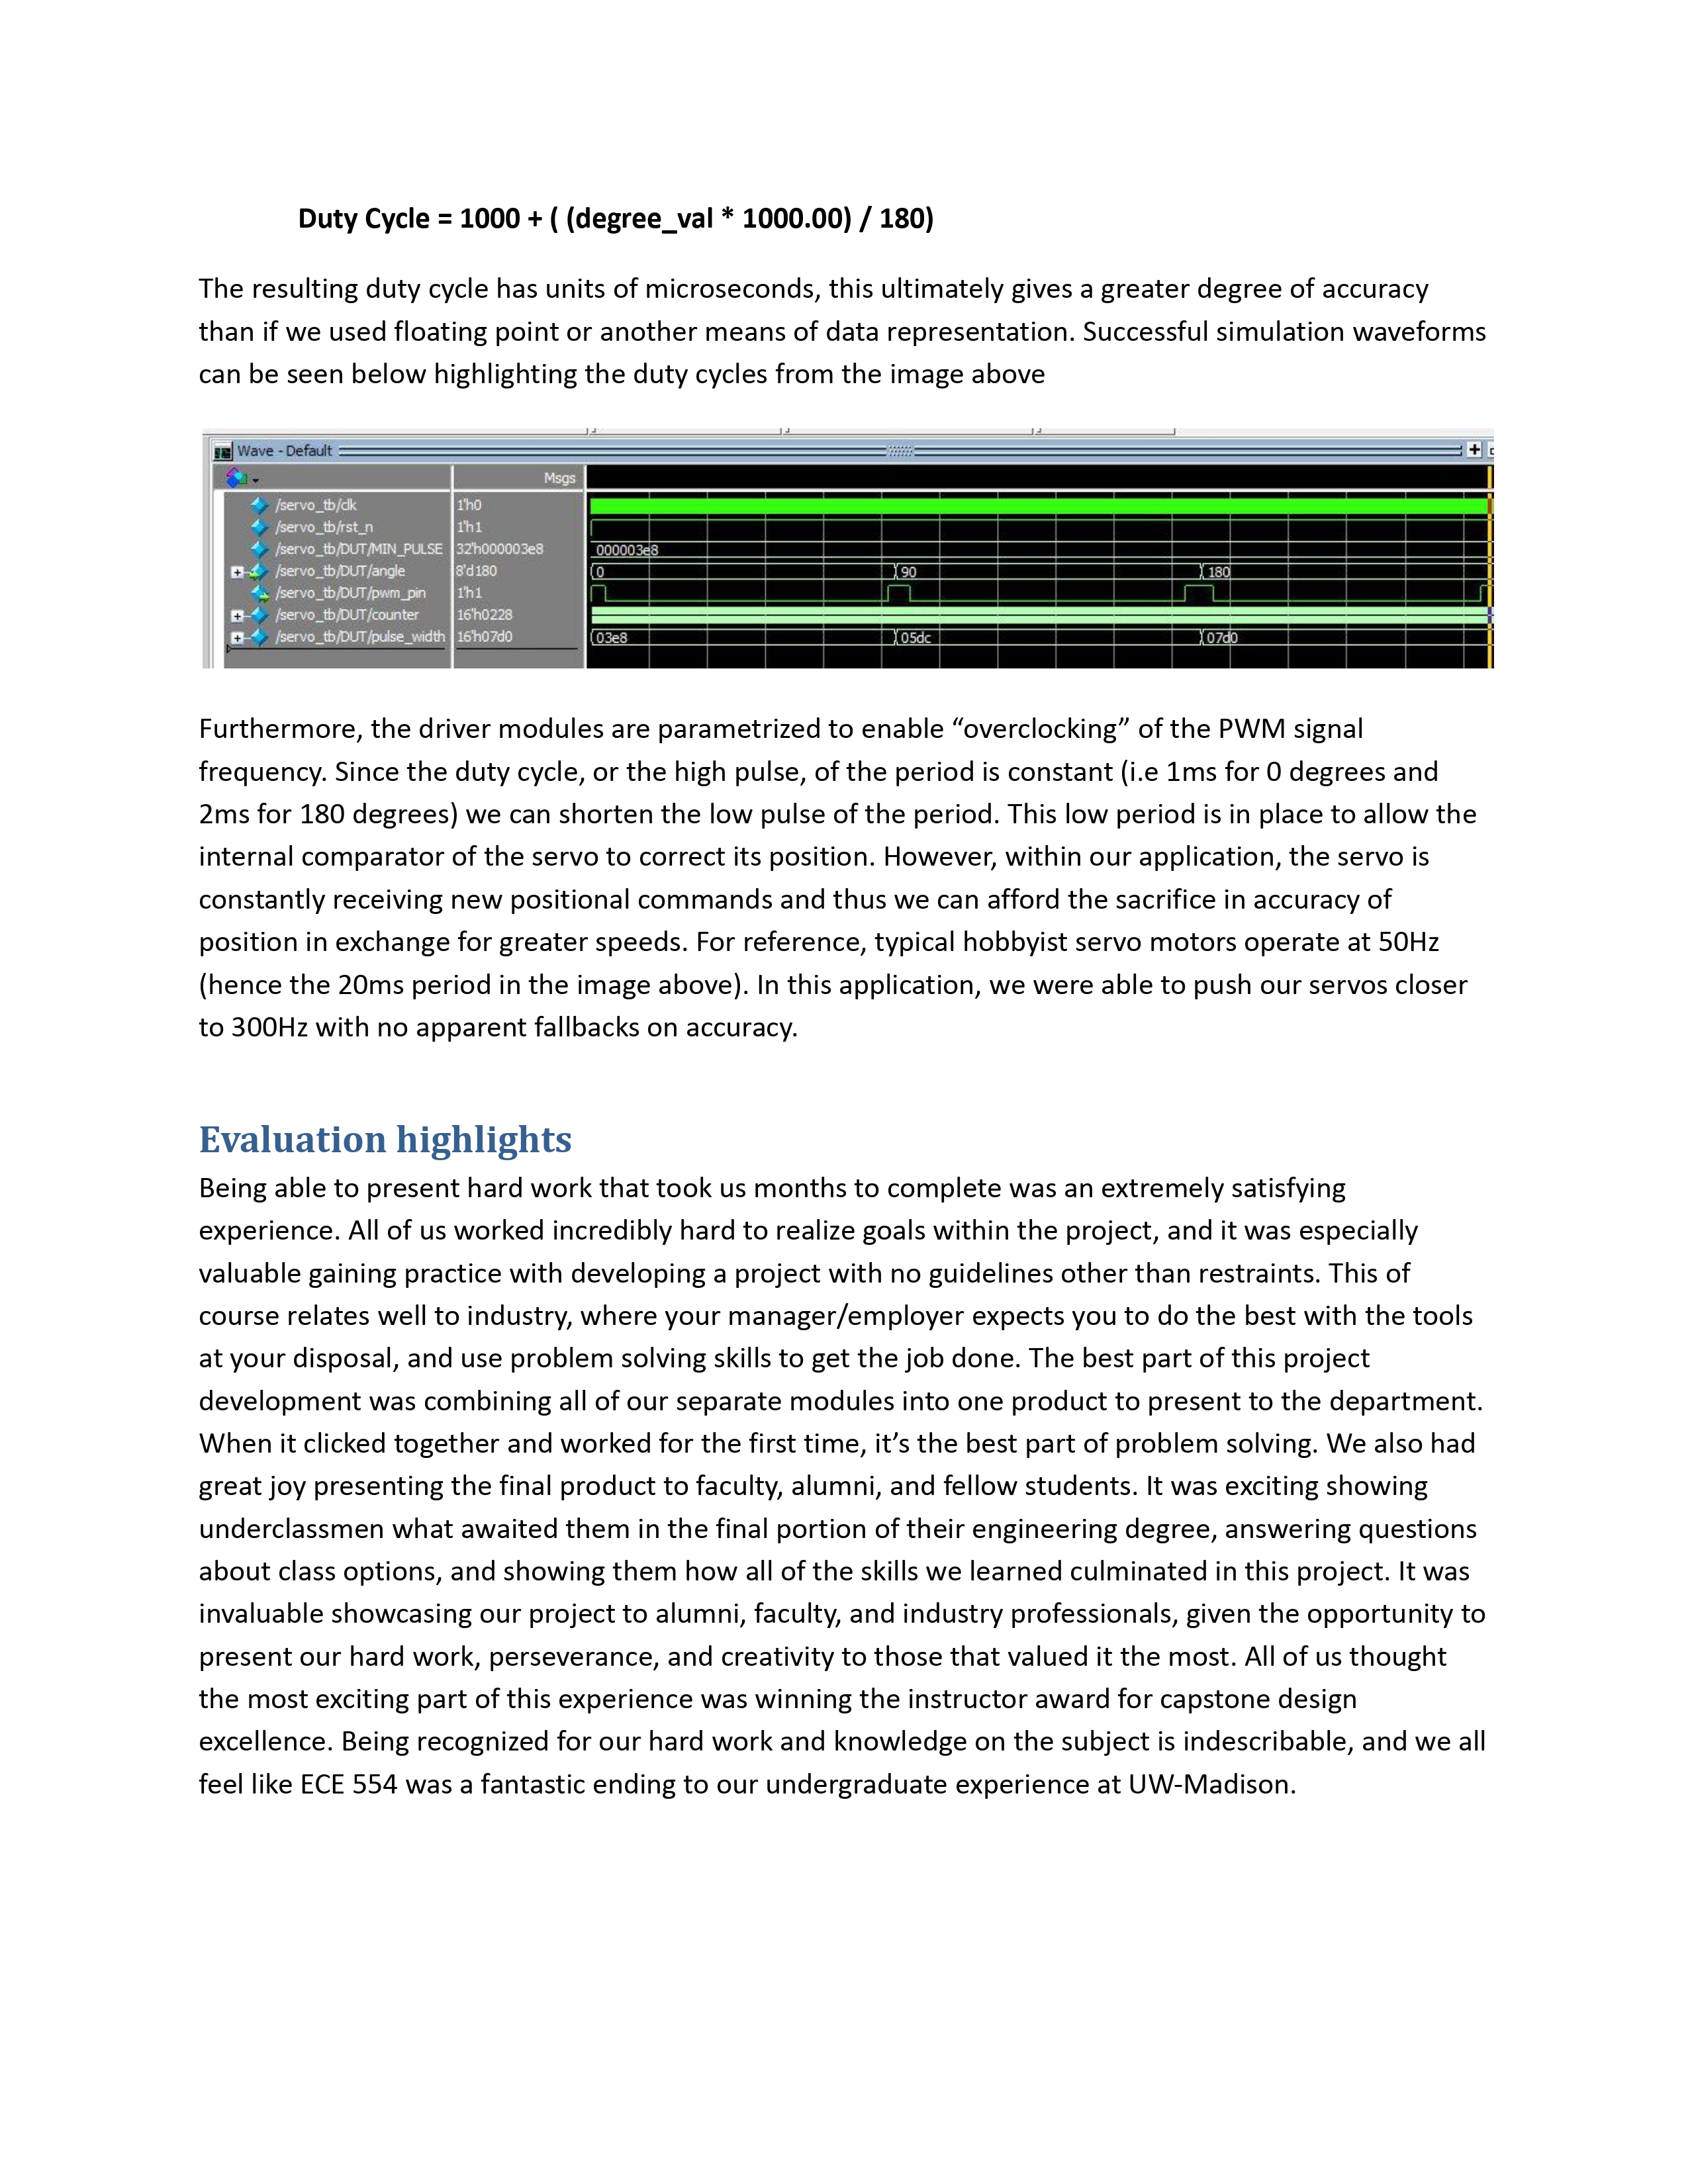 Duty Cycle = 1000 + ( (degree_val * 1000.00) / 180)
The resulting duty cycle has units of microseconds, this ultimately gives a greater degree of accuracy
than if we used floating point or another means of data representation. Successful simulation waveforms
can be seen below highlighting the duty cycles from the image above
Wave - Default
Msgs
/servo_tb/clk 1'h0
/servo_tb/rst_n 1'h1
/servo_tb/DUT/MIN_PULSE 32'h000003e8 000003e8
/servo_tb/DUT/angle 8'd180 0 90 180
/servo_tb/DUT/pwm_pin 1'h1
/servo_tb/DUT/counter 16'h0228
/servo_tb/DUT/pulse_width 16'h07d0 03e8 05dc 07d0
Furthermore, the driver modules are parametrized to enable “overclocking” of the PWM signal
frequency. Since the duty cycle, or the high pulse, of the period is constant (i.e 1ms for 0 degrees and
2ms for 180 degrees) we can shorten the low pulse of the period. This low period is in place to allow the
internal comparator of the servo to correct its position. However, within our application, the servo is
constantly receiving new positional commands and thus we can afford the sacrifice in accuracy of
position in exchange for greater speeds. For reference, typical hobbyist servo motors operate at 50Hz
(hence the 20ms period in the image above). In this application, we were able to push our servos closer
to 300Hz with no apparent fallbacks on accuracy.
Evaluation highlights
Being able to present hard work that took us months to complete was an extremely satisfying
experience. All of us worked incredibly hard to realize goals within the project, and it was especially
valuable gaining practice with developing a project with no guidelines other than restraints. This of
course relates well to industry, where your manager/employer expects you to do the best with the tools
at your disposal, and use problem solving skills to get the job done. The best part of this project
development was combining all of our separate modules into one product to present to the department.
When it clicked together and worked for the first time, it’s the best part of problem solving. We also had
great joy presenting the final product to faculty, alumni, and fellow students. It was exciting showing
underclassmen what awaited them in the final portion of their engineering degree, answering questions
about class options, and showing them how all of the skills we learned culminated in this project. It was
invaluable showcasing our project to alumni, faculty, and industry professionals, given the opportunity to
present our hard work, perseverance, and creativity to those that valued it the most. All of us thought
the most exciting part of this experience was winning the instructor award for capstone design
excellence. Being recognized for our hard work and knowledge on the subject is indescribable, and we all
feel like ECE 554 was a fantastic ending to our undergraduate experience at UW-Madison.